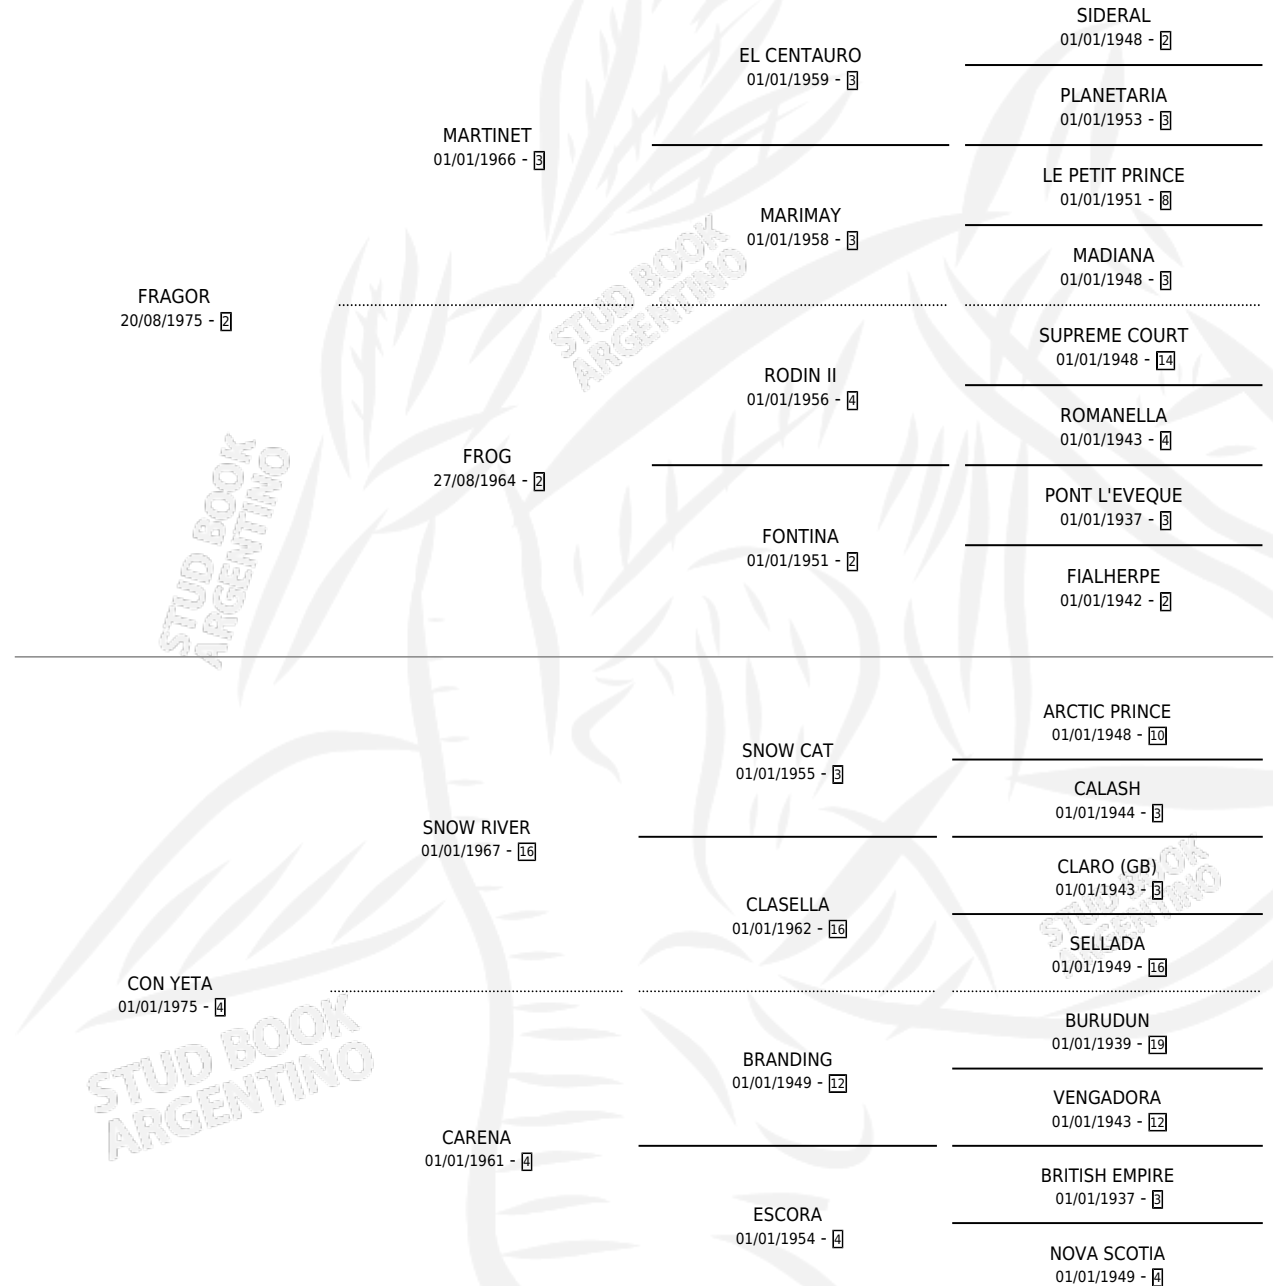 SIDERAL
01/01/1948 - 2
EL CENTAURO
01/01/1959 - 3
PLANETARIA
01/01/1953 - 3
MARTINET
01/01/1966 - 3
LE PETIT PRINCE
01/01/1951 - 8
MARIMAY
01/01/1958 - 3
MADIANA
01/01/1948 - 3
FRAGOR
20/08/1975 - 2
SUPREME COURT
01/01/1948 - 14
RODIN II
01/01/1956 - 4
ROMANELLA
01/01/1943 - 4
FROG
27/08/1964 - 2
PONT L'EVEQUE
01/01/1937 - 3
FONTINA
01/01/1951 - 2
FIALHERPE
01/01/1942 - 2
STUD BOOK
ARGENTINO
STUD BOOK
ARGENTINO
ARCTIC PRINCE
01/01/1948 - 10
SNOW CAT
01/01/1955 - 3
CALASH
01/01/1944 - 3
SNOW RIVER
01/01/1967 - 16
CLARO (GB)
01/01/1943 - 3
CLASELLA
01/01/1962 - 16
SELLADA
01/01/1949 - 16
STUD BOOK
ARGENTINO
CON YETA
01/01/1975 - 4
BURUDUN
01/01/1939 - 19
BRANDING
01/01/1949 - 12
VENGADORA
01/01/1943 - 12
CARENA
01/01/1961 - 4
BRITISH EMPIRE
01/01/1937 - 3
ESCORA
01/01/1954 - 4
NOVA SCOTIA
01/01/1949 - 4
STUD BOOK
ARGENTINO